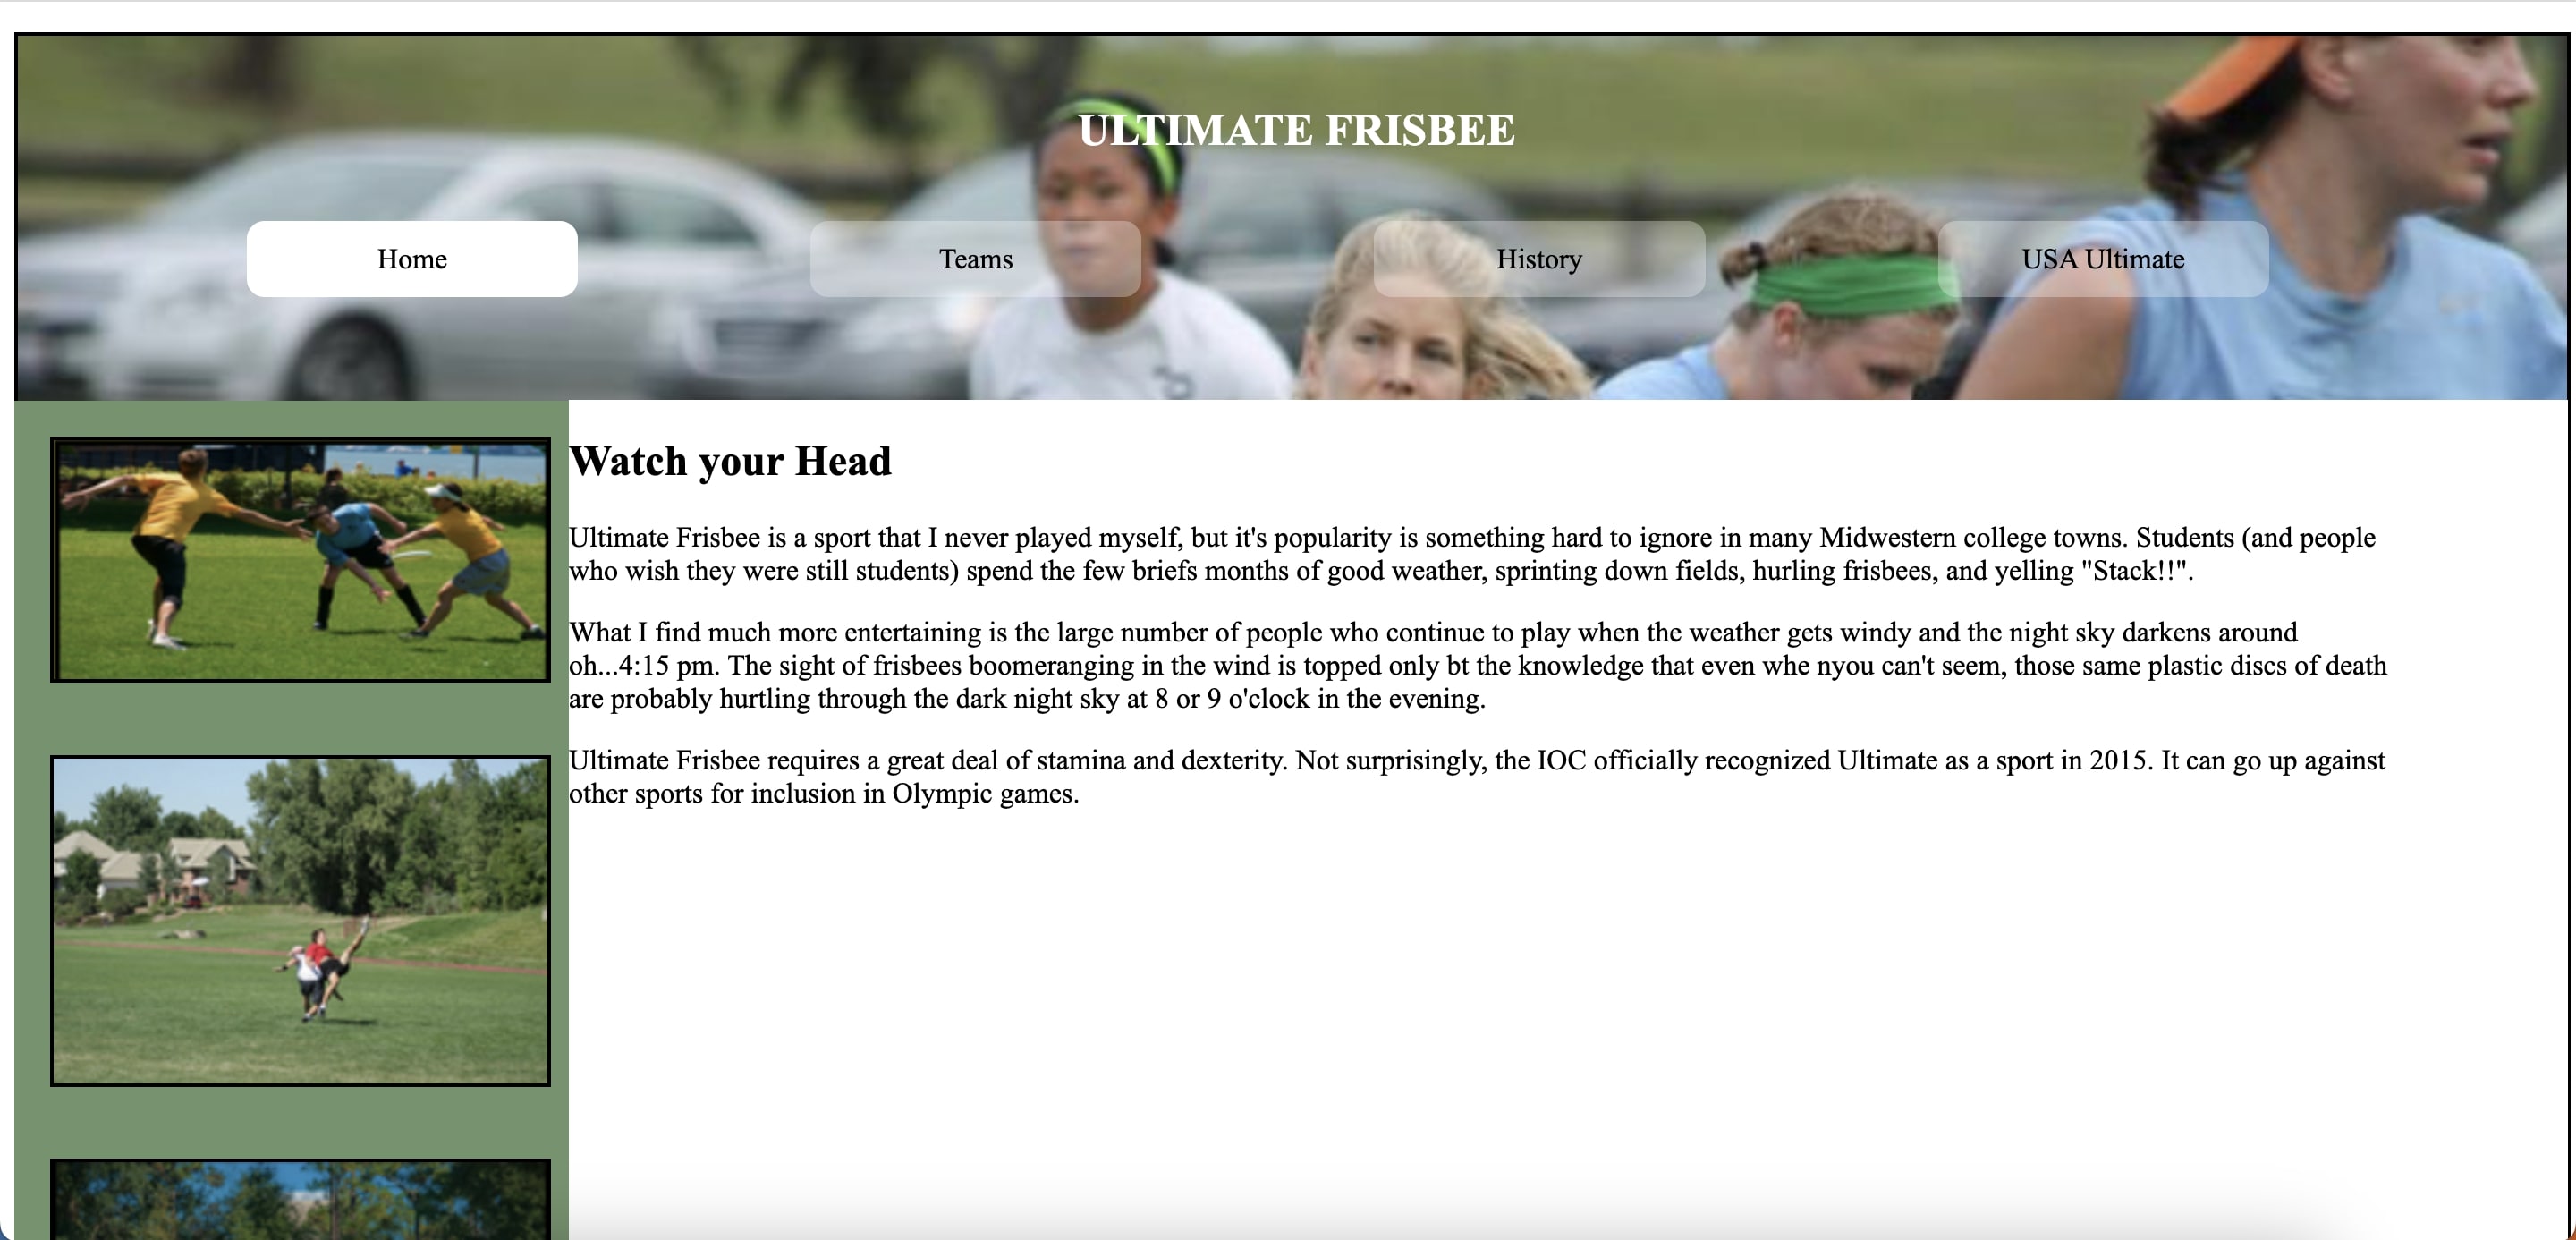 ULTIMATE FRISBEE
Home
Teams
History
USA Ultimate
Watch your Head
Ultimate Frisbee is a sport that I never played myself, but it's popularity is something hard to ignore in many Midwestern college towns. Students (and people
who wish they were still students) spend the few briefs months of good weather, sprinting down fields, hurling frisbees, and yelling "Stack!!".
What I find much more entertaining is the large number of people who continue to play when the weather gets windy and the night sky darkens around
oh...4:15 pm. The sight of frisbees boomeranging in the wind is topped only bt the knowledge that even whe nyou can't seem, those same plastic discs of death
are probably hurtling through the dark night sky at 8 or 9 o'clock in the evening.
Ultimate Frisbee requires a great deal of stamina and dexterity. Not surprisingly, the IOC officially recognized Ultimate as a sport in 2015. It can go up against
other sports for inclusion in Olympic games.